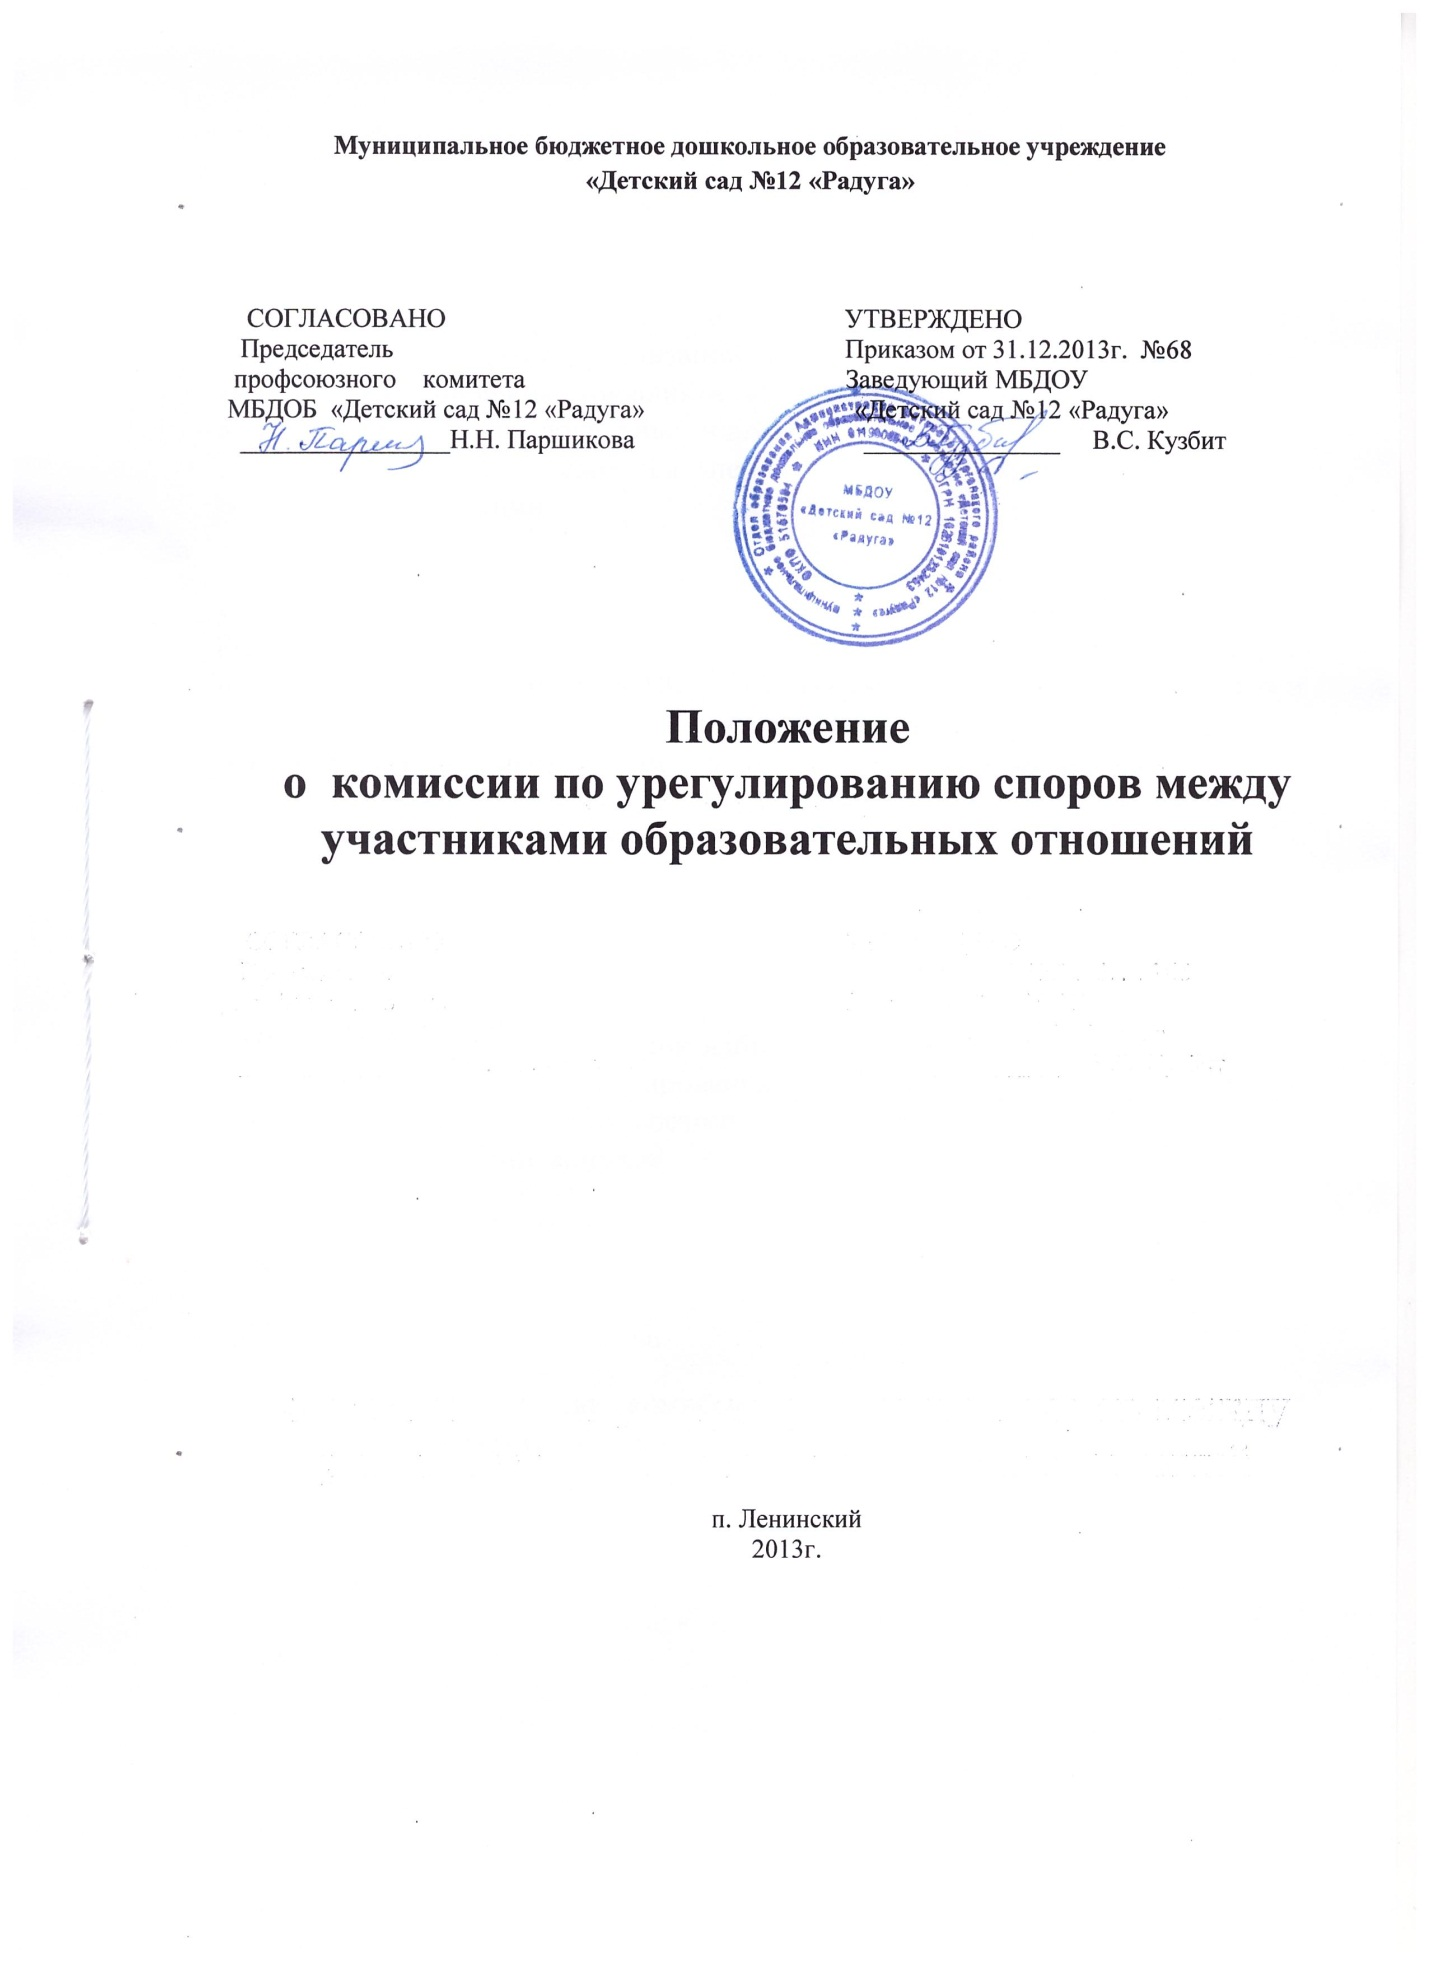 Муниципальное бюджетное дошкольное образовательное учреждение
«Детский сад №12 «Радуга»
СОГЛАСОВАНО
Председатель
профсоюзного комитета
МБДОБ «Детский сад №12 «Радуга»
Н.Н. Паршикова
УТВЕРЖДЕНО
Приказом от 31.12.2013г. №68
Заведующий МБДОУ
«Детский сад №12 «Радуга»
В.С. Кузбит
МБДОУ
«Детский сад №12
«Радуга»
Положение
о комиссии по урегулированию споров между
участниками образовательных отношений
п. Ленинский
2013г.